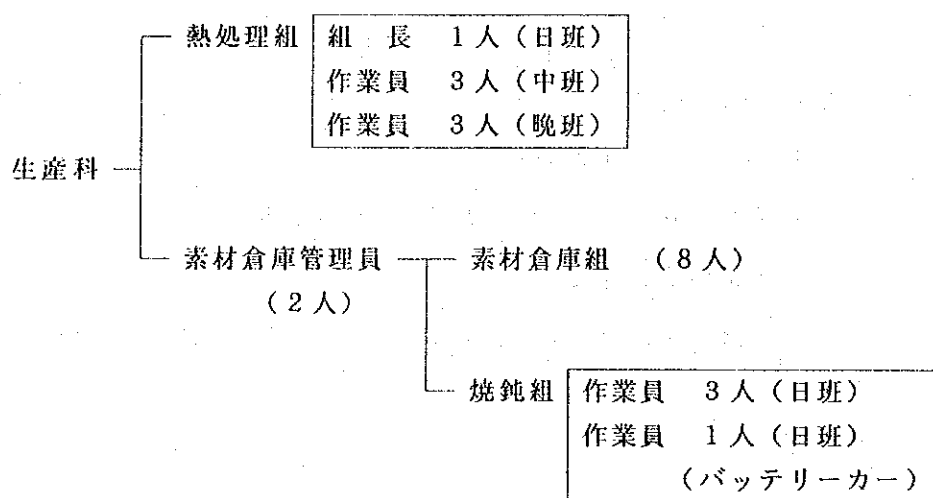 熱処理組 組 長 1人(日班)
作業員 3人(中班)
作業員 3人(晩班)
生産科
素材倉庫管理員 素材倉庫組 (8人)
(2人)
焼鈍組 作業員 3人(日班)
作業員 1人(日班)
(バッテリーカー)